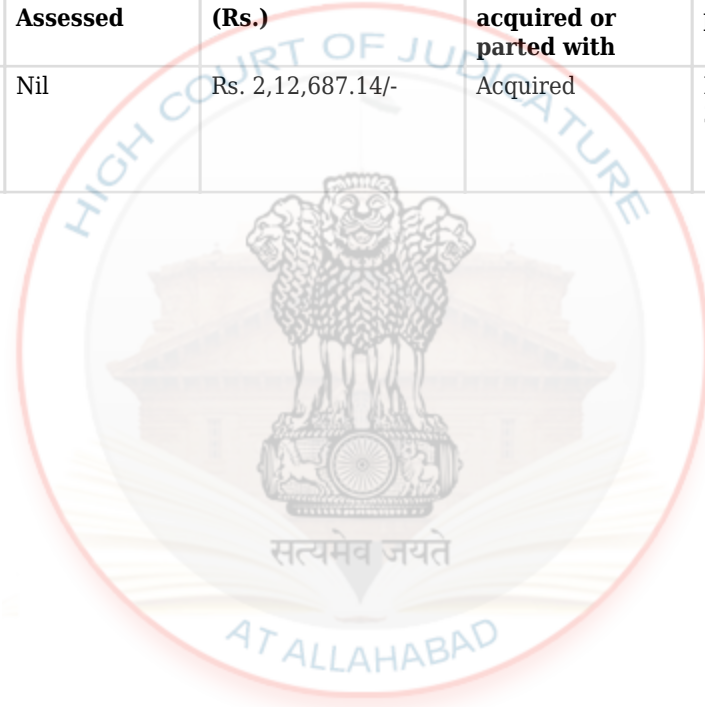 Assessed (Rs.) acquired or
parted with
Nil Rs. 2,12,687.14/- Acquired
HIGH COURT OF JUDICATURE
सत्यमेव जयते
AT ALLAHABAD